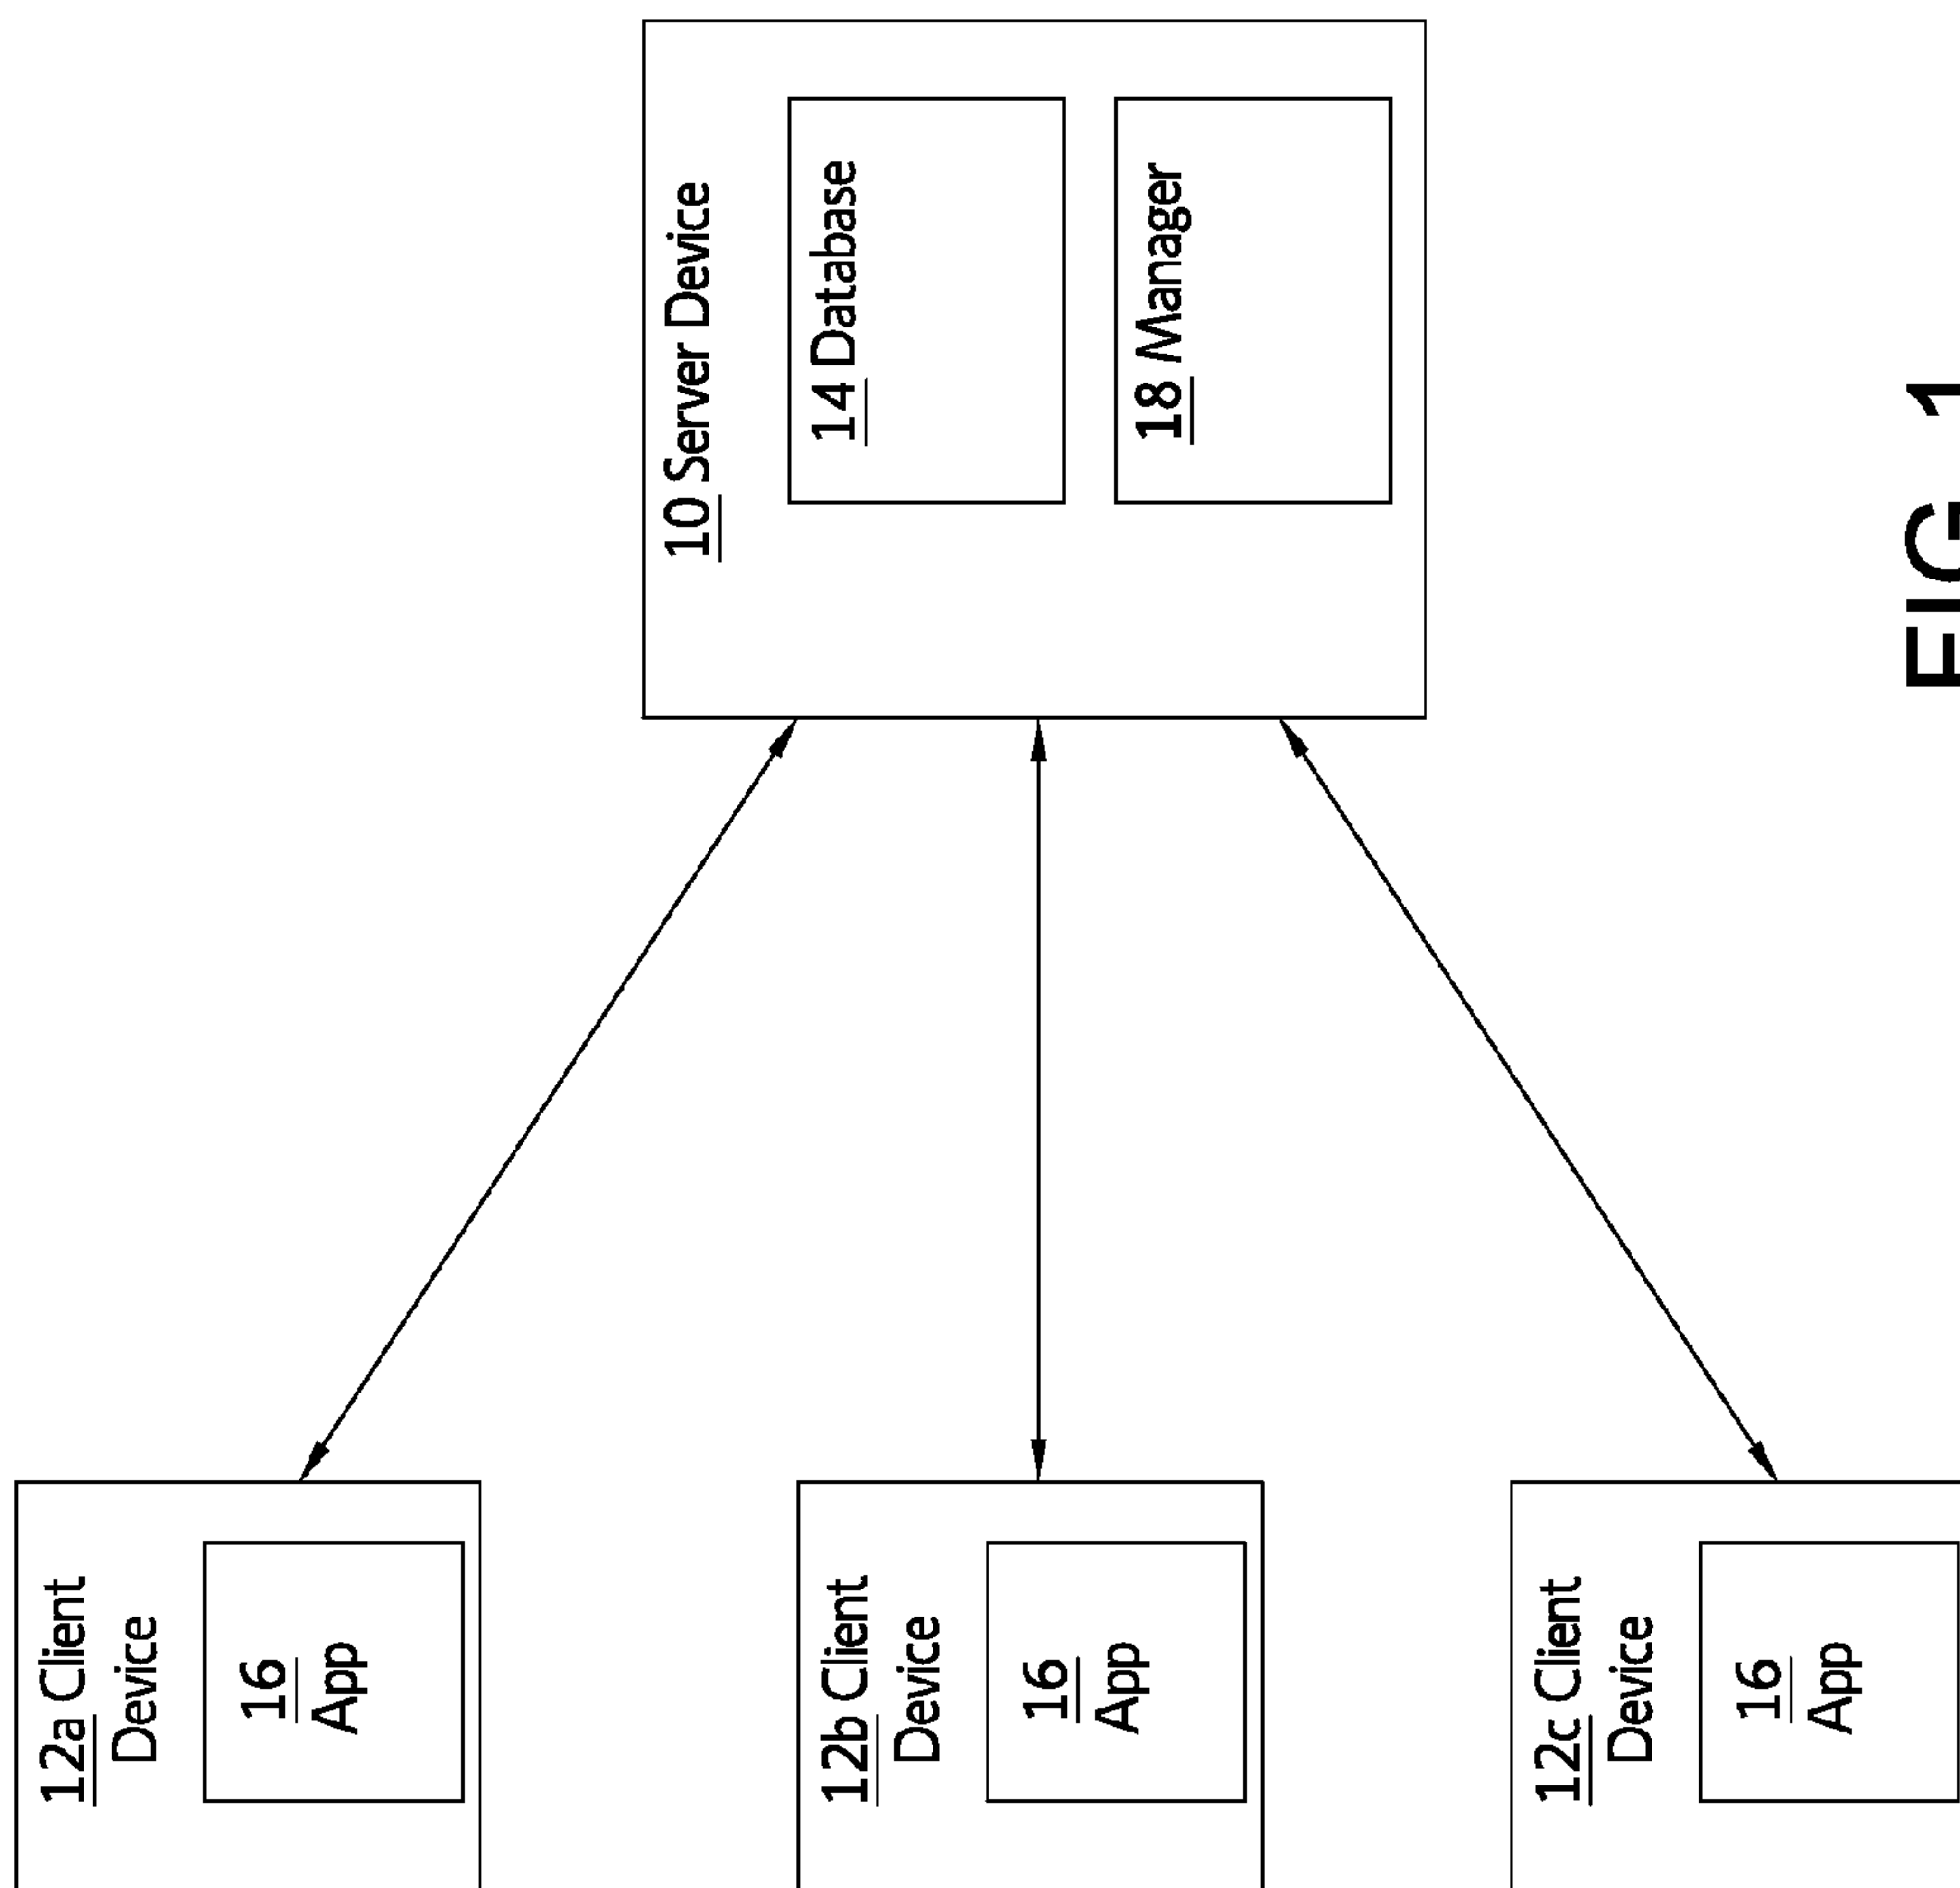 12a Client
Device
16
App
12b Client
Device
16
App
12c Client
Device
16
App
10 Server Device
14 Database
18 Manager
FIG. 1